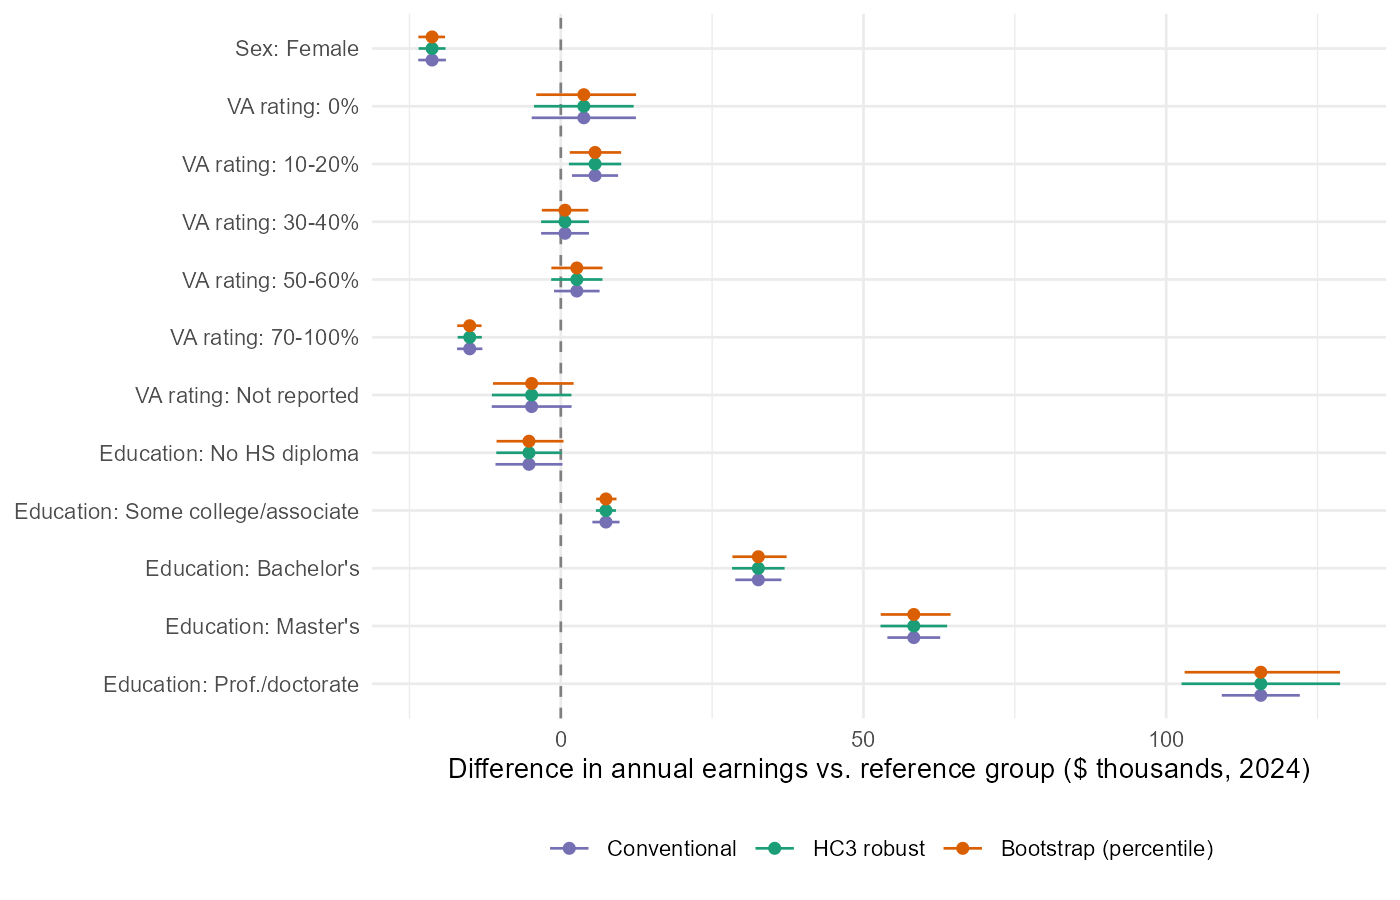 Sex: Female
VA rating: 0%
VA rating: 10-20%
VA rating: 30-40%
VA rating: 50-60%
VA rating: 70-100%
VA rating: Not reported
Education: No HS diploma
Education: Some college/associate
Education: Bachelor's
Education: Master's
Education: Prof./doctorate
0 50 100
Difference in annual earnings vs. reference group ($ thousands, 2024)
Conventional HC3 robust Bootstrap (percentile)